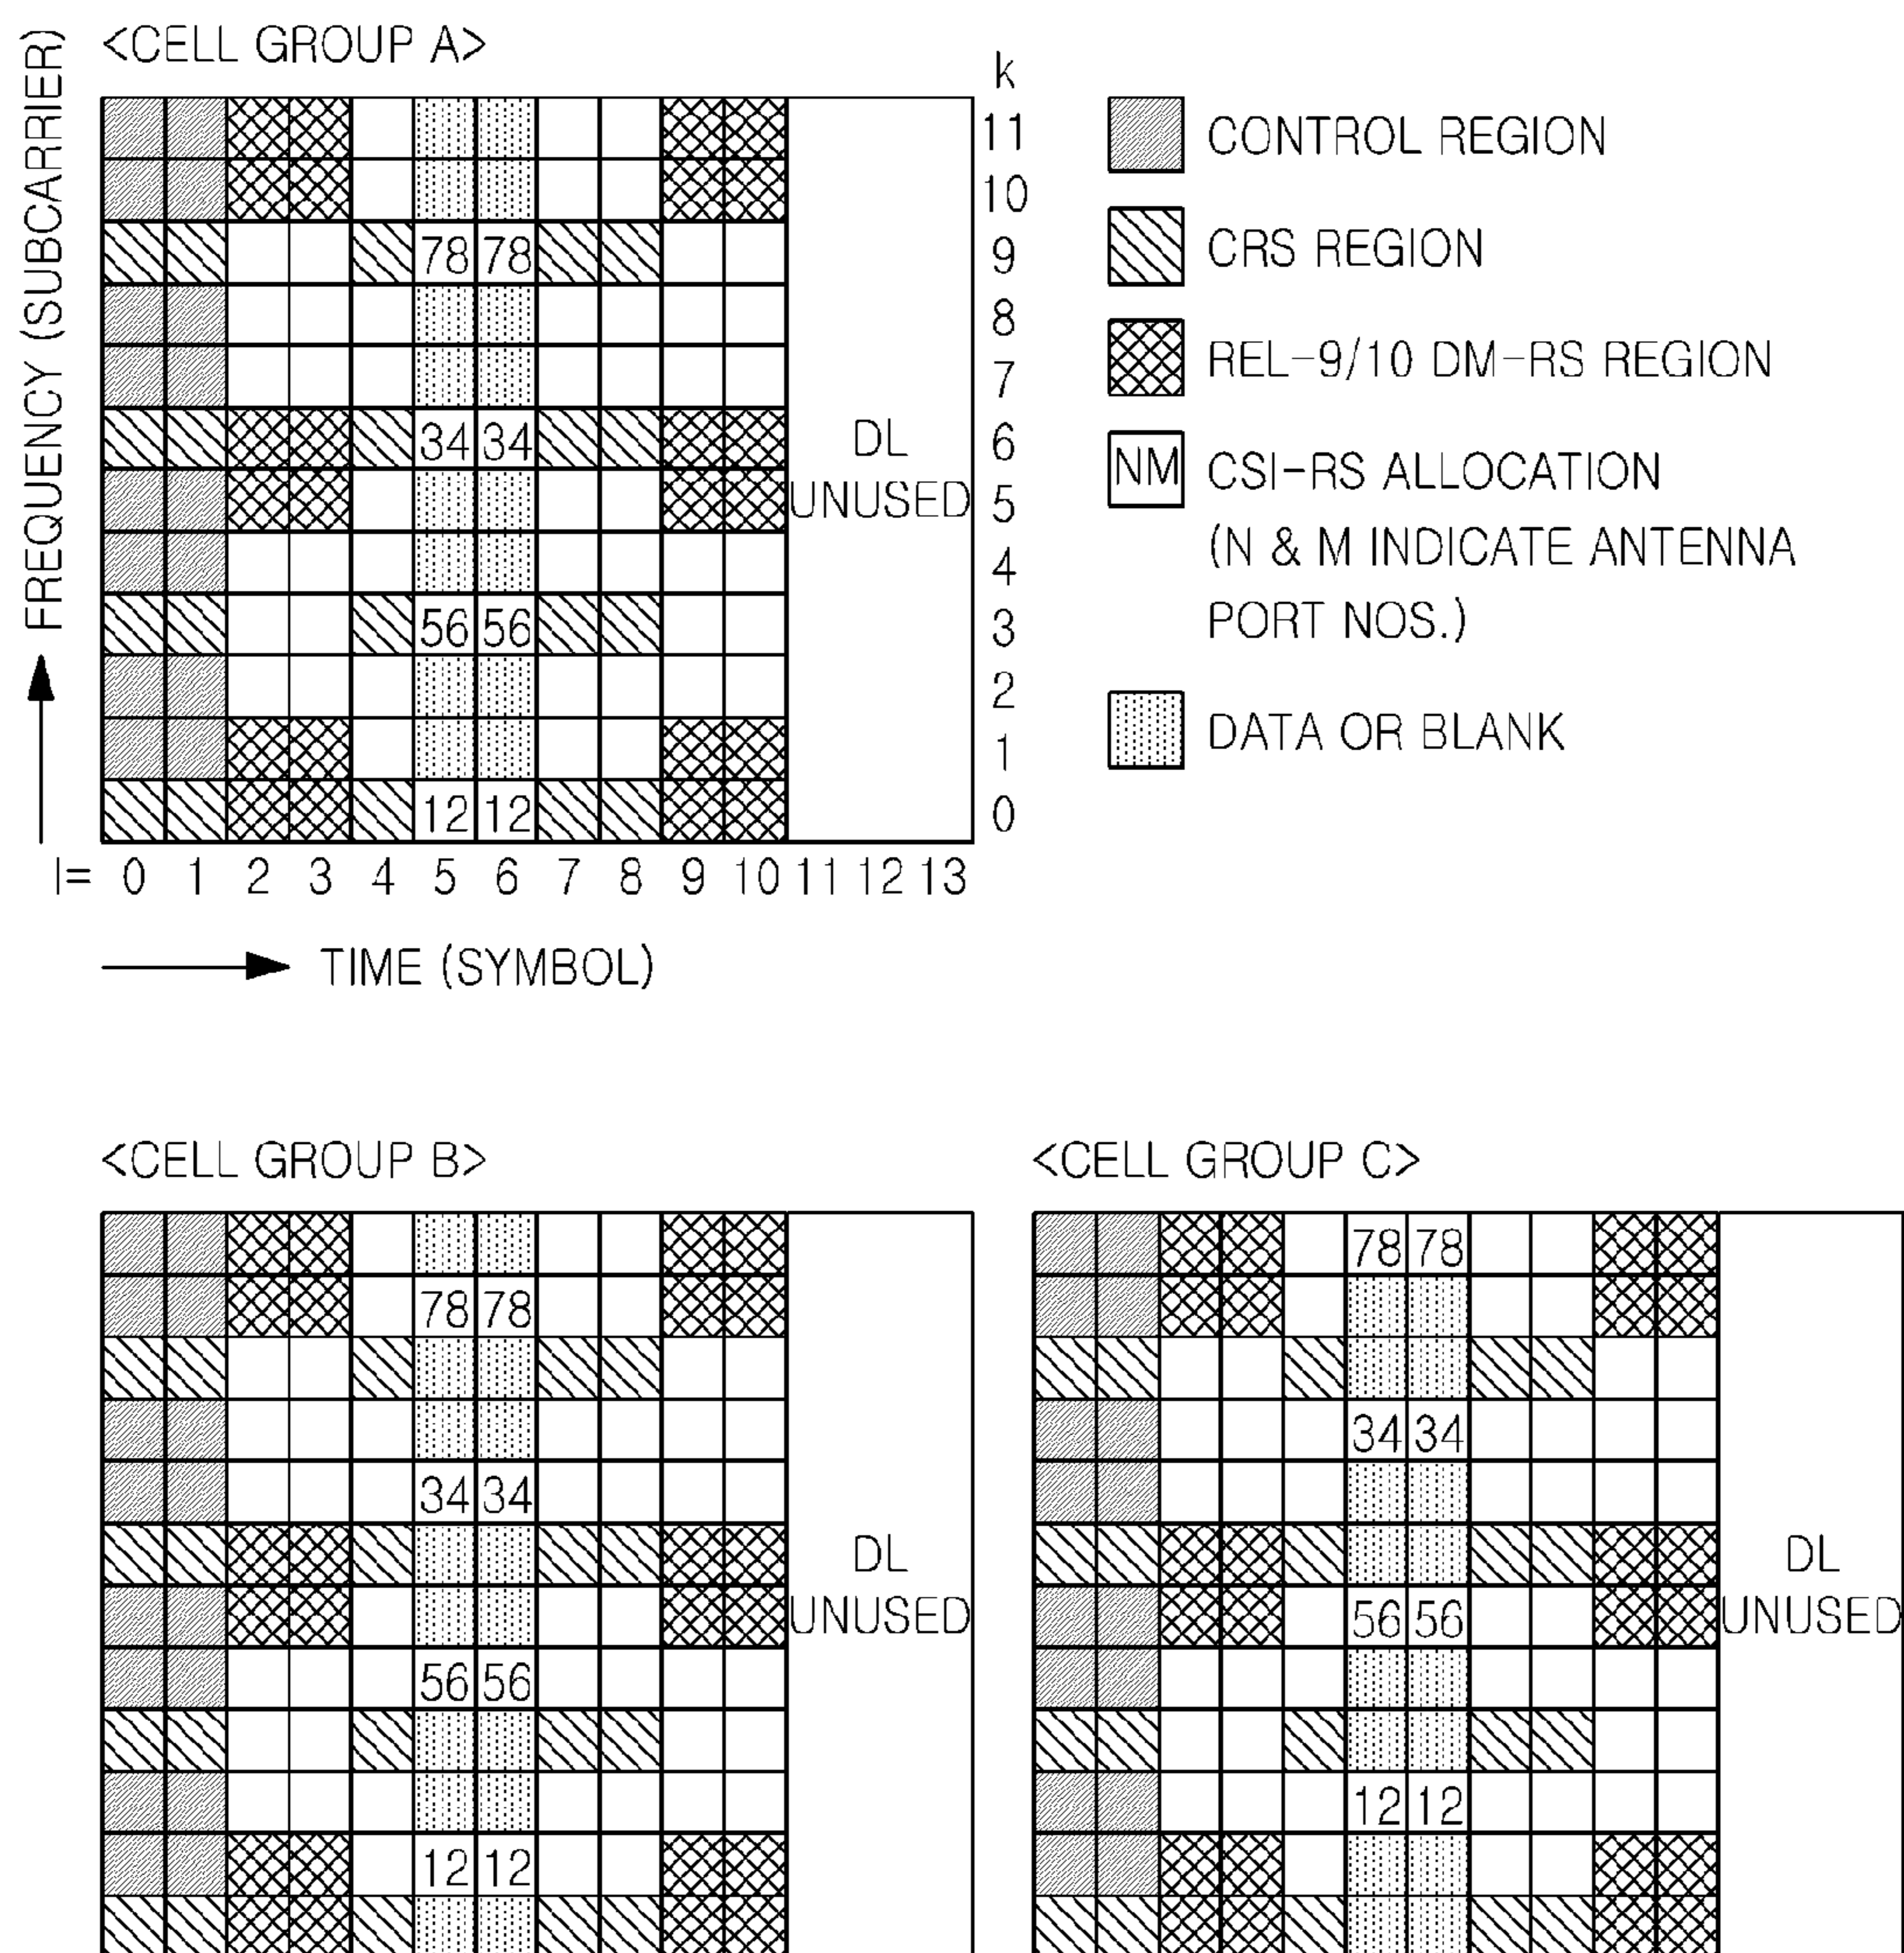 <CELL GROUP A>
FREQUENCY (SUBCARRIER)
k
11
10
78 78 9
8
7
34 34 6
DL
UNUSED
5
4
56 56 3
2
1
12 12 0
l= 0 1 2 3 4 5 6 7 8 9 10 11 12 13
TIME (SYMBOL)
CONTROL REGION
CRS REGION
REL-9/10 DM-RS REGION
NM CSI-RS ALLOCATION
(N & M INDICATE ANTENNA
PORT NOS.)
DATA OR BLANK
<CELL GROUP B>
78 78
34 34
DL
UNUSED
56 56
12 12
<CELL GROUP C>
78 78
34 34
DL
UNUSED
56 56
12 12